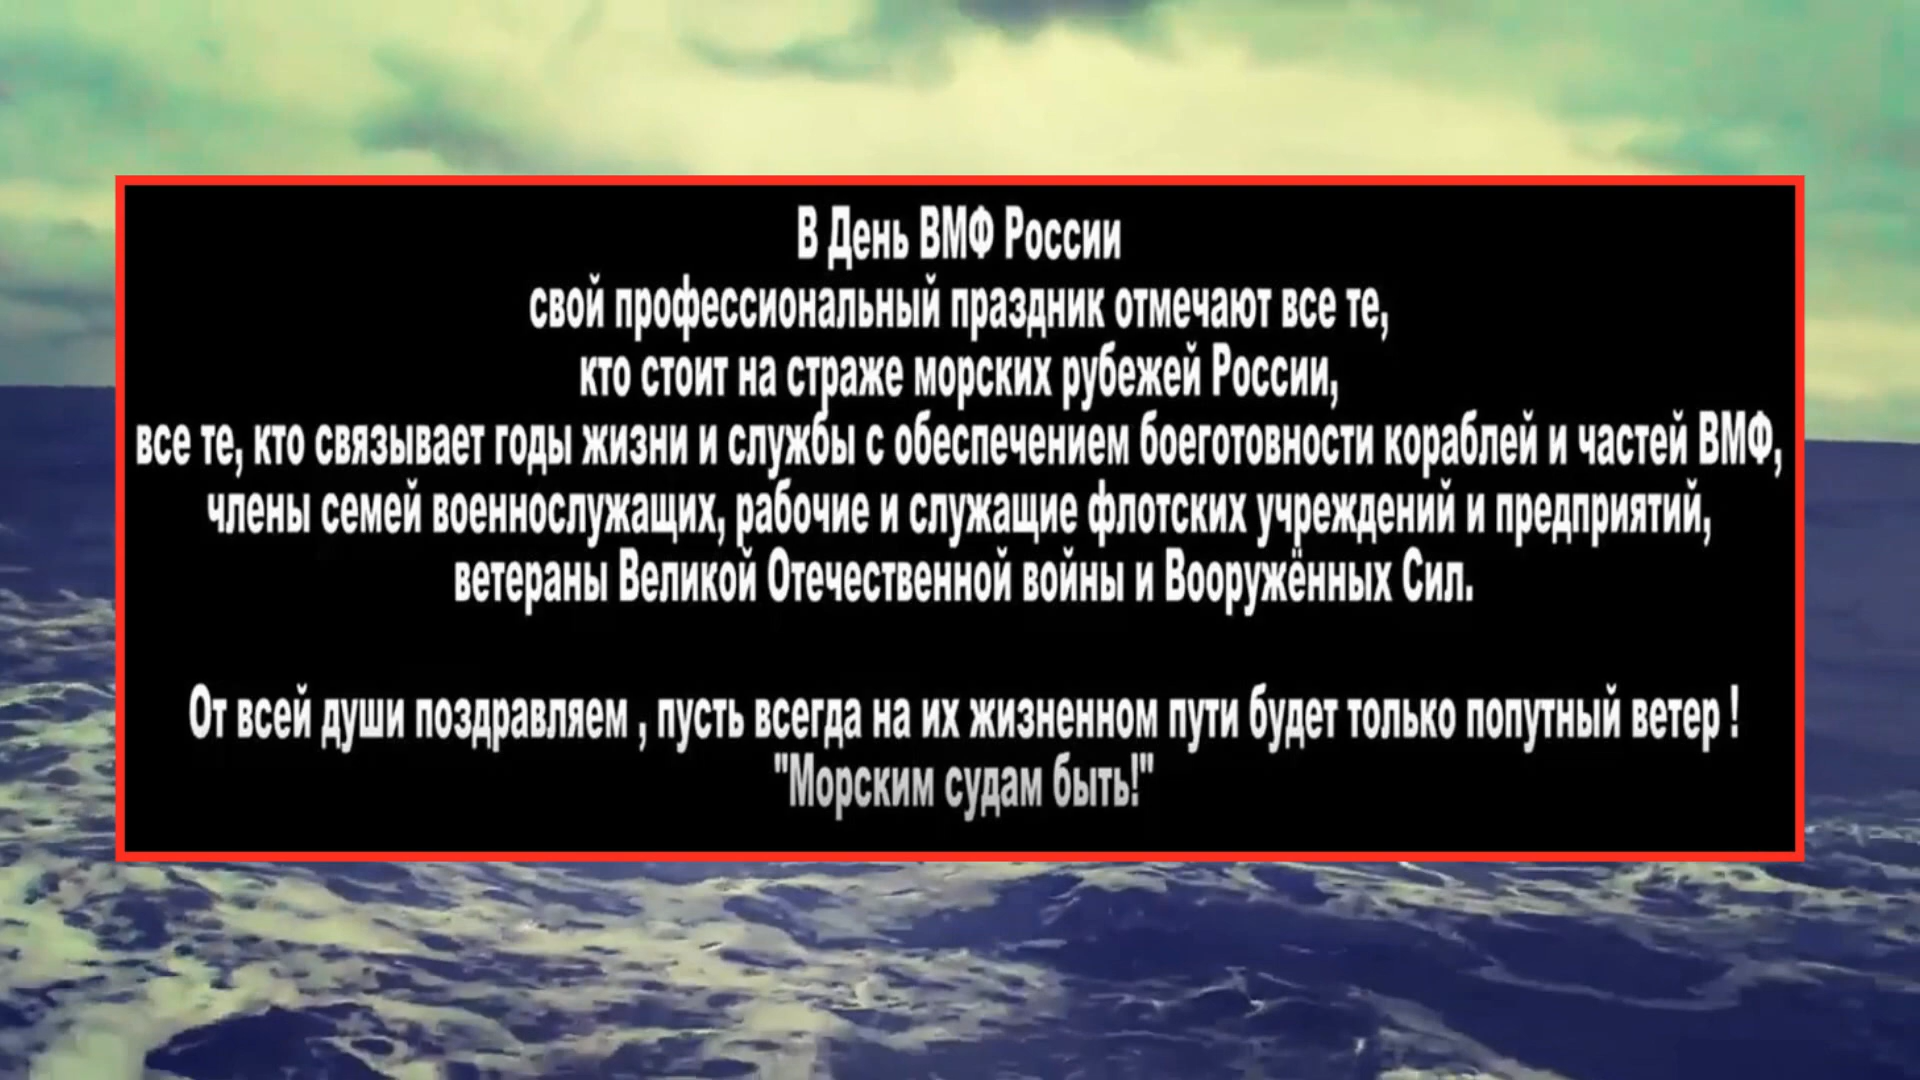 В День ВМФ России
свой профессиональный праздник отмечают все те,
кто стоит на страже морских рубежей России,
все те, кто связывает годы жизни и службы с обеспечением боеготовности кораблей и частей ВМФ,
члены семей военнослужащих, рабочие и служащие флотских учреждений и предприятий,
ветераны Великой Отечественной войны и Вооружённых Сил.
От всей души поздравляем , пусть всегда на их жизненном пути будет только попутный ветер !
"Морским судам быть!"